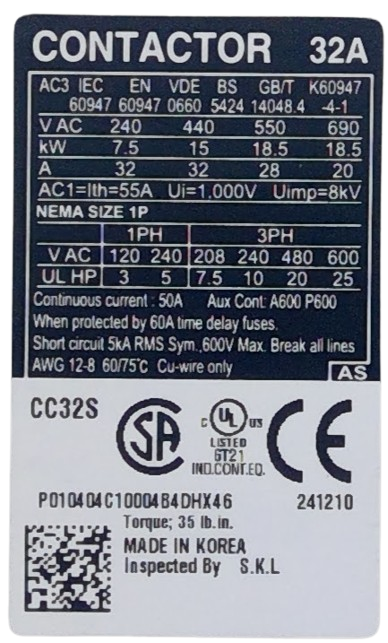 CONTACTOR 32A
AC3 IEC EN VDE BS GB/T K60947
60947 60947 0660 5424 14048.4 -4-1
V AC 240 440 550 690
kW 7.5 15 18.5 18.5
A 32 32 28 20
AC1=Ith=55A Ui=1,000V Uimp=8kV
NEMA SIZE 1P
1PH 3PH
V AC 120 240 208 240 480 600
UL HP 3 5 7.5 10 20 25
Continuous current : 50A Aux Cont: A600 P600
When protected by 60A time delay fuses.
Short circuit 5kA RMS Sym.,600V Max. Break all lines
AWG 12-8 60/75°C Cu-wire only
AS
CC32S
SA
C UL US
LISTED
6T21
IND.CONT.EQ.
CE
P010404C10004B4DHX46 241210
Torque; 35 lb.in.
MADE IN KOREA
Inspected By S.K.L